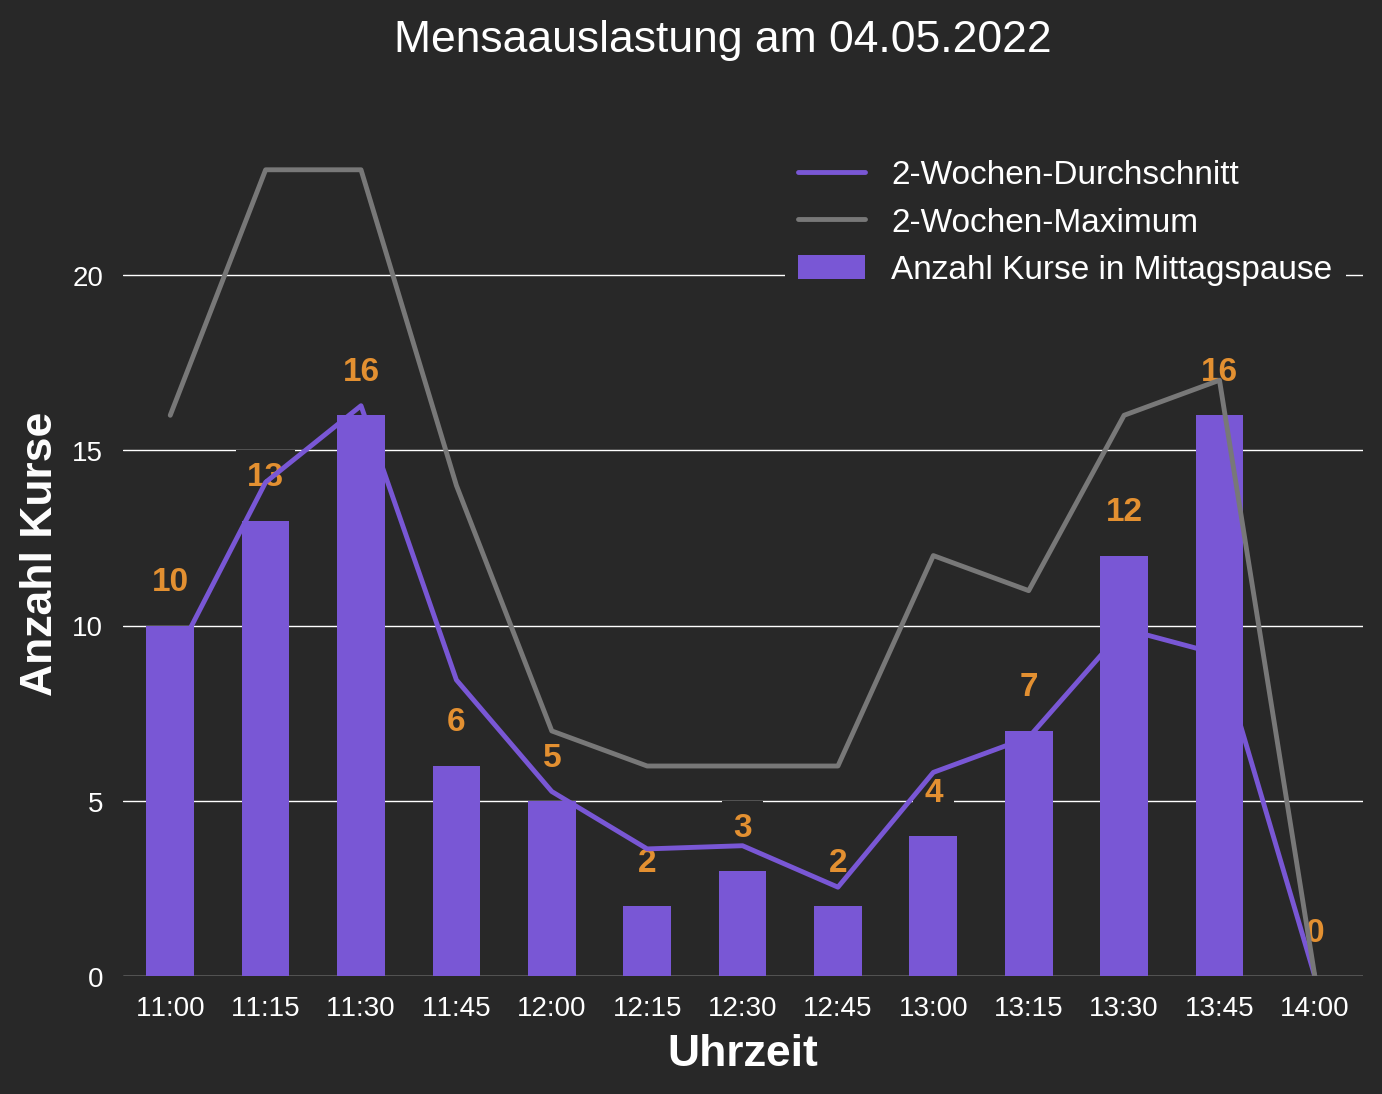 Mensaauslastung am 04.05.2022
2-Wochen-Durchschnitt
2-Wochen-Maximum
Anzahl Kurse in Mittagspause
Anzahl Kurse
20
15
10
5
0
10
13
16
6
5
2
3
2
4
7
12
16
0
11:00 11:15 11:30 11:45 12:00 12:15 12:30 12:45 13:00 13:15 13:30 13:45 14:00
Uhrzeit